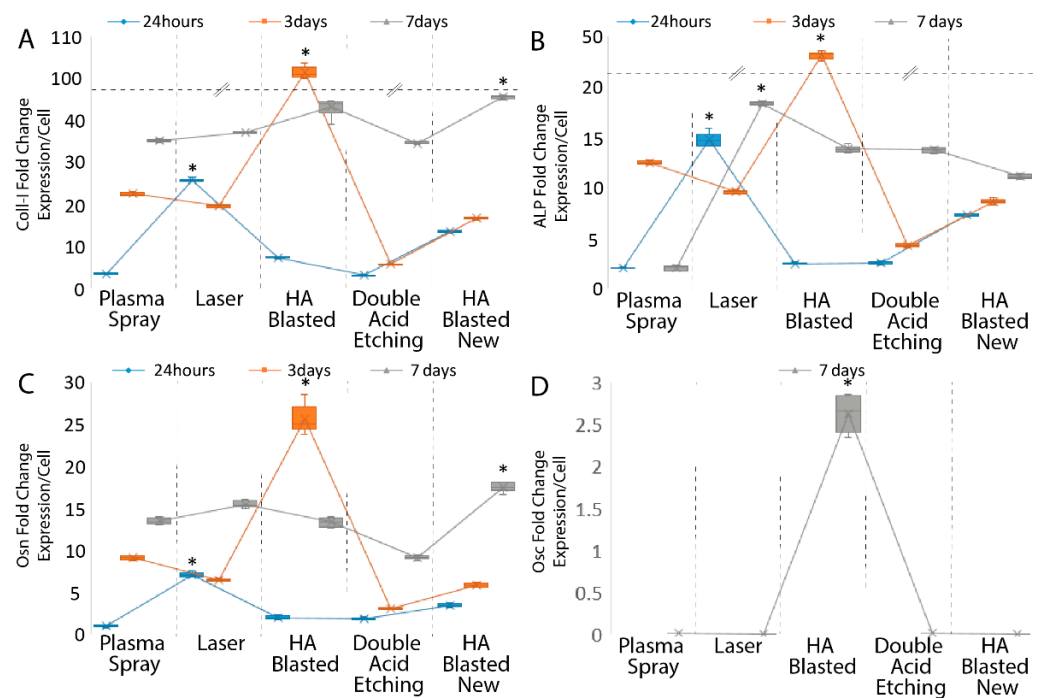 A
24hours
3days
7days
Coll-I Fold Change
Expression/Cell
110
100
50
40
30
20
10
0
*
*
*
Plasma
Spray
Laser
HA
Blasted
Double
Acid
Etching
HA
Blasted
New
B
24hours
3days
7 days
ALP Fold Change
Expression/Cell
50
20
15
10
5
0
*
*
*
Plasma
Spray
Laser
HA
Blasted
Double
Acid
Etching
HA
Blasted
New
C
24hours
3days
7 days
Osn Fold Change
Expression/Cell
30
25
20
15
10
5
0
*
*
*
Plasma
Spray
Laser
HA
Blasted
Double
Acid
Etching
HA
Blasted
New
D
7 days
Osc Fold Change
Expression/Cell
3
2.5
2
1.5
1
0.5
0
*
Plasma
Spray
Laser
HA
Blasted
Double
Acid
Etching
HA
Blasted
New